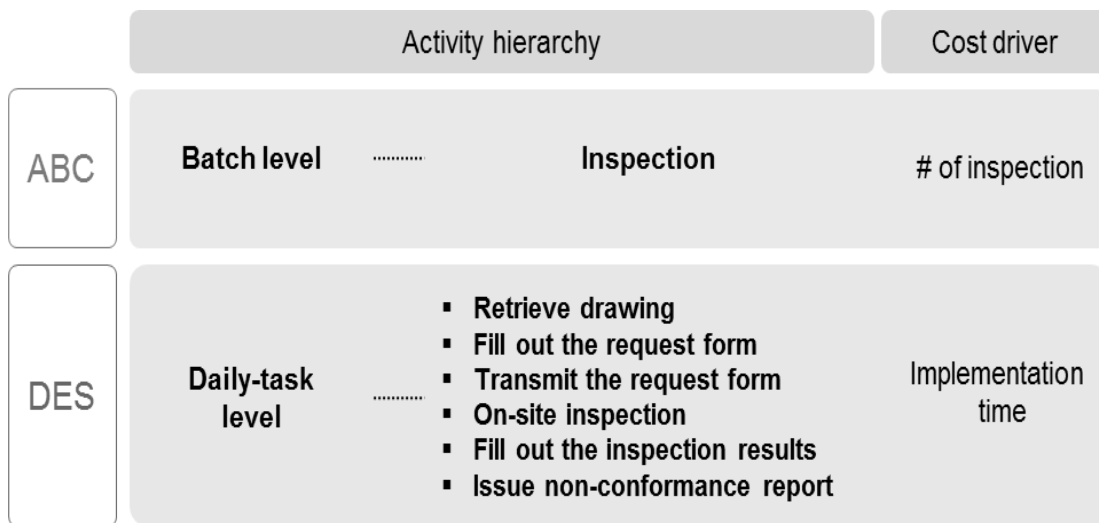 Activity hierarchy
Cost driver
ABC
Batch level
Inspection
# of inspection
DES
Daily-task
level
▪ Retrieve drawing
▪ Fill out the request form
▪ Transmit the request form
▪ On-site inspection
▪ Fill out the inspection results
▪ Issue non-conformance report
Implementation
time